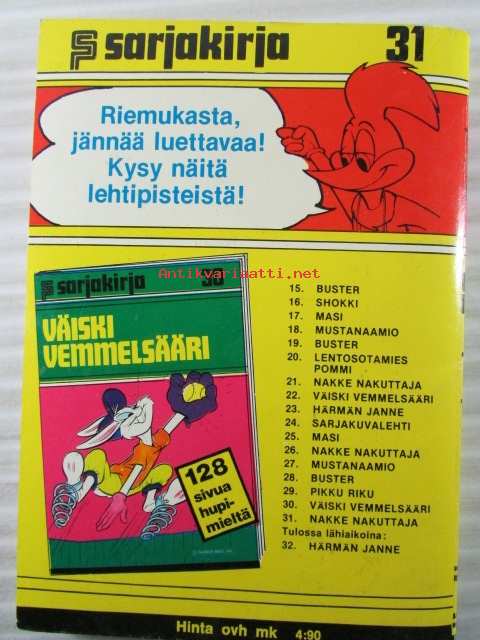 sarjakirja 31
Riemukasta,
jännää luettavaa!
Kysy näitä
lehtipisteistä!
Antikvariaatti.net
sarjakirja 30
VÄISKI
VEMMELSÄÄRI
128
sivua
hupi-
mieltä
15. BUSTER
16. SHOKKI
17. MASI
18. MUSTANAAMIO
19. BUSTER
20. LENTOSOTAMIES
POMMI
21. NAKKE NAKUTTAJA
22. VÄISKI VEMMELSÄÄRI
23. HÄRMÄN JANNE
24. SARJAKUVALEHTI
25. MASI
26. NAKKE NAKUTTAJA
27. MUSTANAAMIO
28. BUSTER
29. PIKKU RIKU
30. VÄISKI VEMMELSÄÄRI
31. NAKKE NAKUTTAJA
Tulossa lähiaikoina:
32. HÄRMÄN JANNE
Hinta ovh mk 4:90